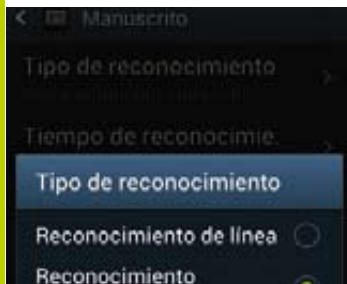 Manuscrito
Tipo de reconocimiento
Tiempo de reconocimie.
Tipo de reconocimiento
Reconocimiento de línea
Reconocimiento